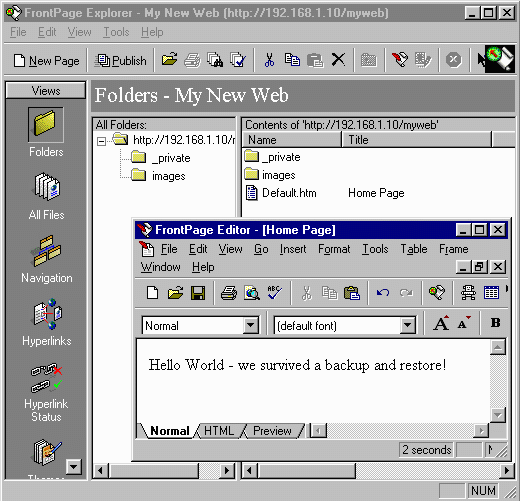 FrontPage Explorer - My New Web (http://192.168.1.10/myweb)
File Edit View Tools Help
New Page Publish
Views
Folders - My New Web
All Folders:
Contents of 'http://192.168.1.10/myweb'
Name Title
http://192.168.1.10/
_private
images
_private
images
Default.htm Home Page
Folders
All Files
Navigation
Hyperlinks
Hyperlink
Status
FrontPage Editor - [Home Page]
File Edit View Go Insert Format Tools Table Frame
Window Help
ABC
Normal (default font) A A B
Hello World - we survived a backup and restore!
Normal HTML Preview
2 seconds
NUM